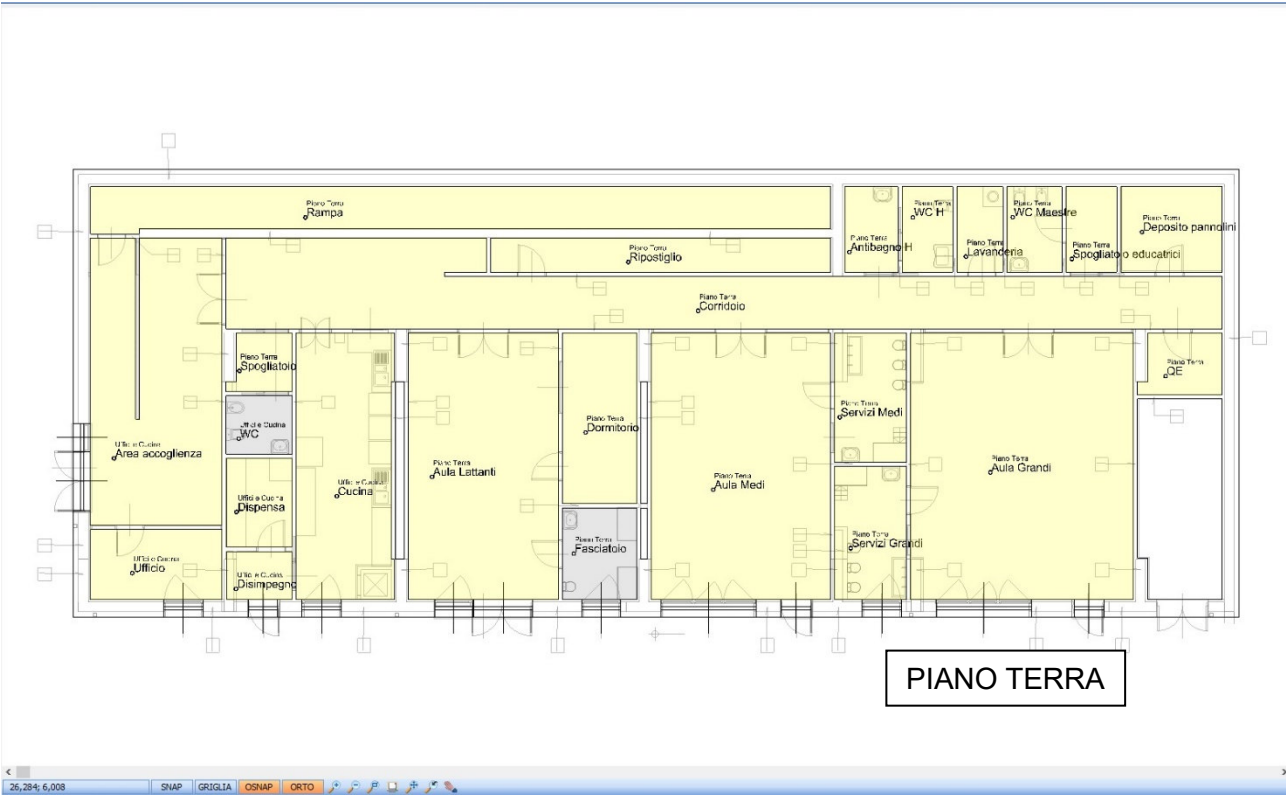 Piano Terra
Rampa
Piano Terra
Ripostiglio
Piano Terra
Antibagno H
Piano Terra
WC H
Piano Terra
Lavanderia
Piano Terra
WC Maestre
Piano Terra
Spogliatoio educatrici
Piano Terra
Deposito pannolini
Piano Terra
Corridoio
Piano Terra
Spogliatoio
Uffici e Cucina
WC
Uffici e Cucina
Area accoglienza
Uffici e Cucina
Dispensa
Uffici e Cucina
Cucina
Uffici e Cucina
Ufficio
Uffici e Cucina
Disimpegno
Piano Terra
Aula Lattanti
Piano Terra
Dormitorio
Piano Terra
Fasciatoio
Piano Terra
Aula Medi
Piano Terra
Servizi Medi
Piano Terra
Servizi Grandi
Piano Terra
Aula Grandi
Piano Terra
QE
PIANO TERRA
26,284; 6,008 SNAP GRIGLIA OSNAP ORTO